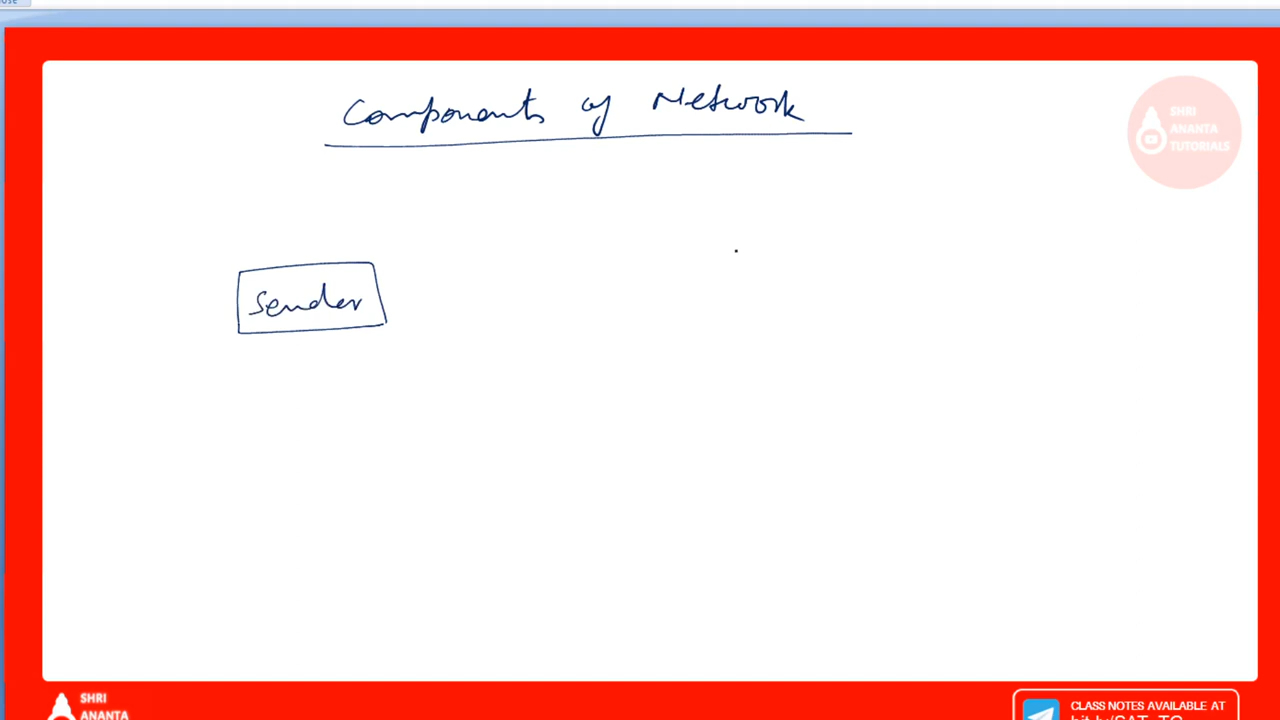 Components of Network
SHRI
ANANTA
TUTORIALS
Sender
SHRI
ANANTA
CLASS NOTES AVAILABLE AT